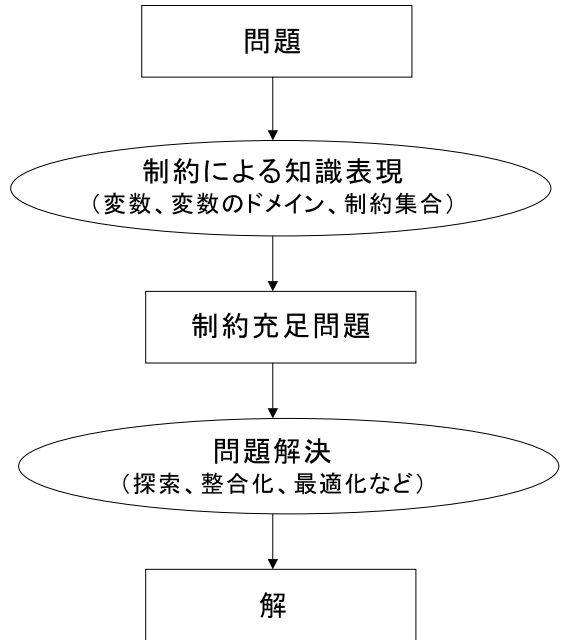 問題
制約による知識表現
（変数、変数のドメイン、制約集合）
制約充足問題
問題解決
（探索、整合化、最適化など）
解